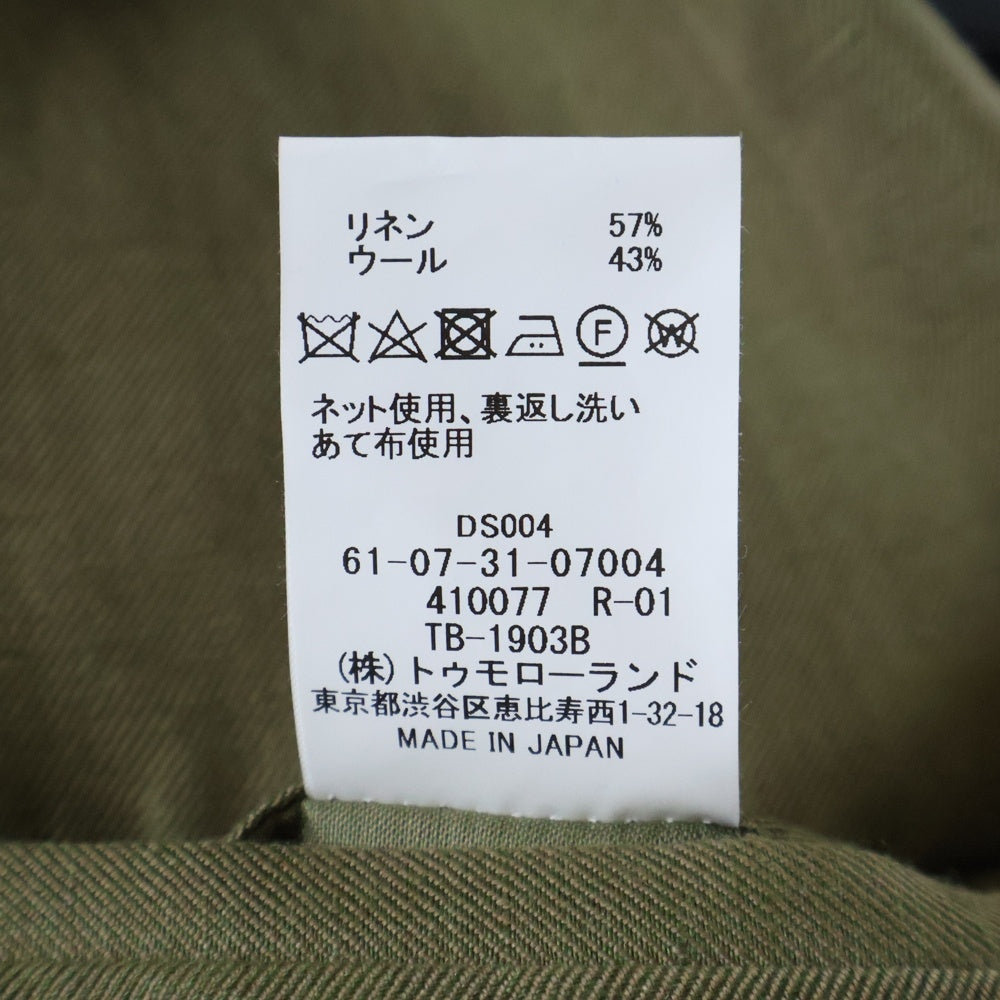 リネン 57%
ウール 43%
F W
ネット使用、裏返し洗い
あて布使用
DS004
61-07-31-07004
410077 R-01
TB-1903B
(株)トゥモローランド
東京都渋谷区恵比寿西1-32-18
MADE IN JAPAN